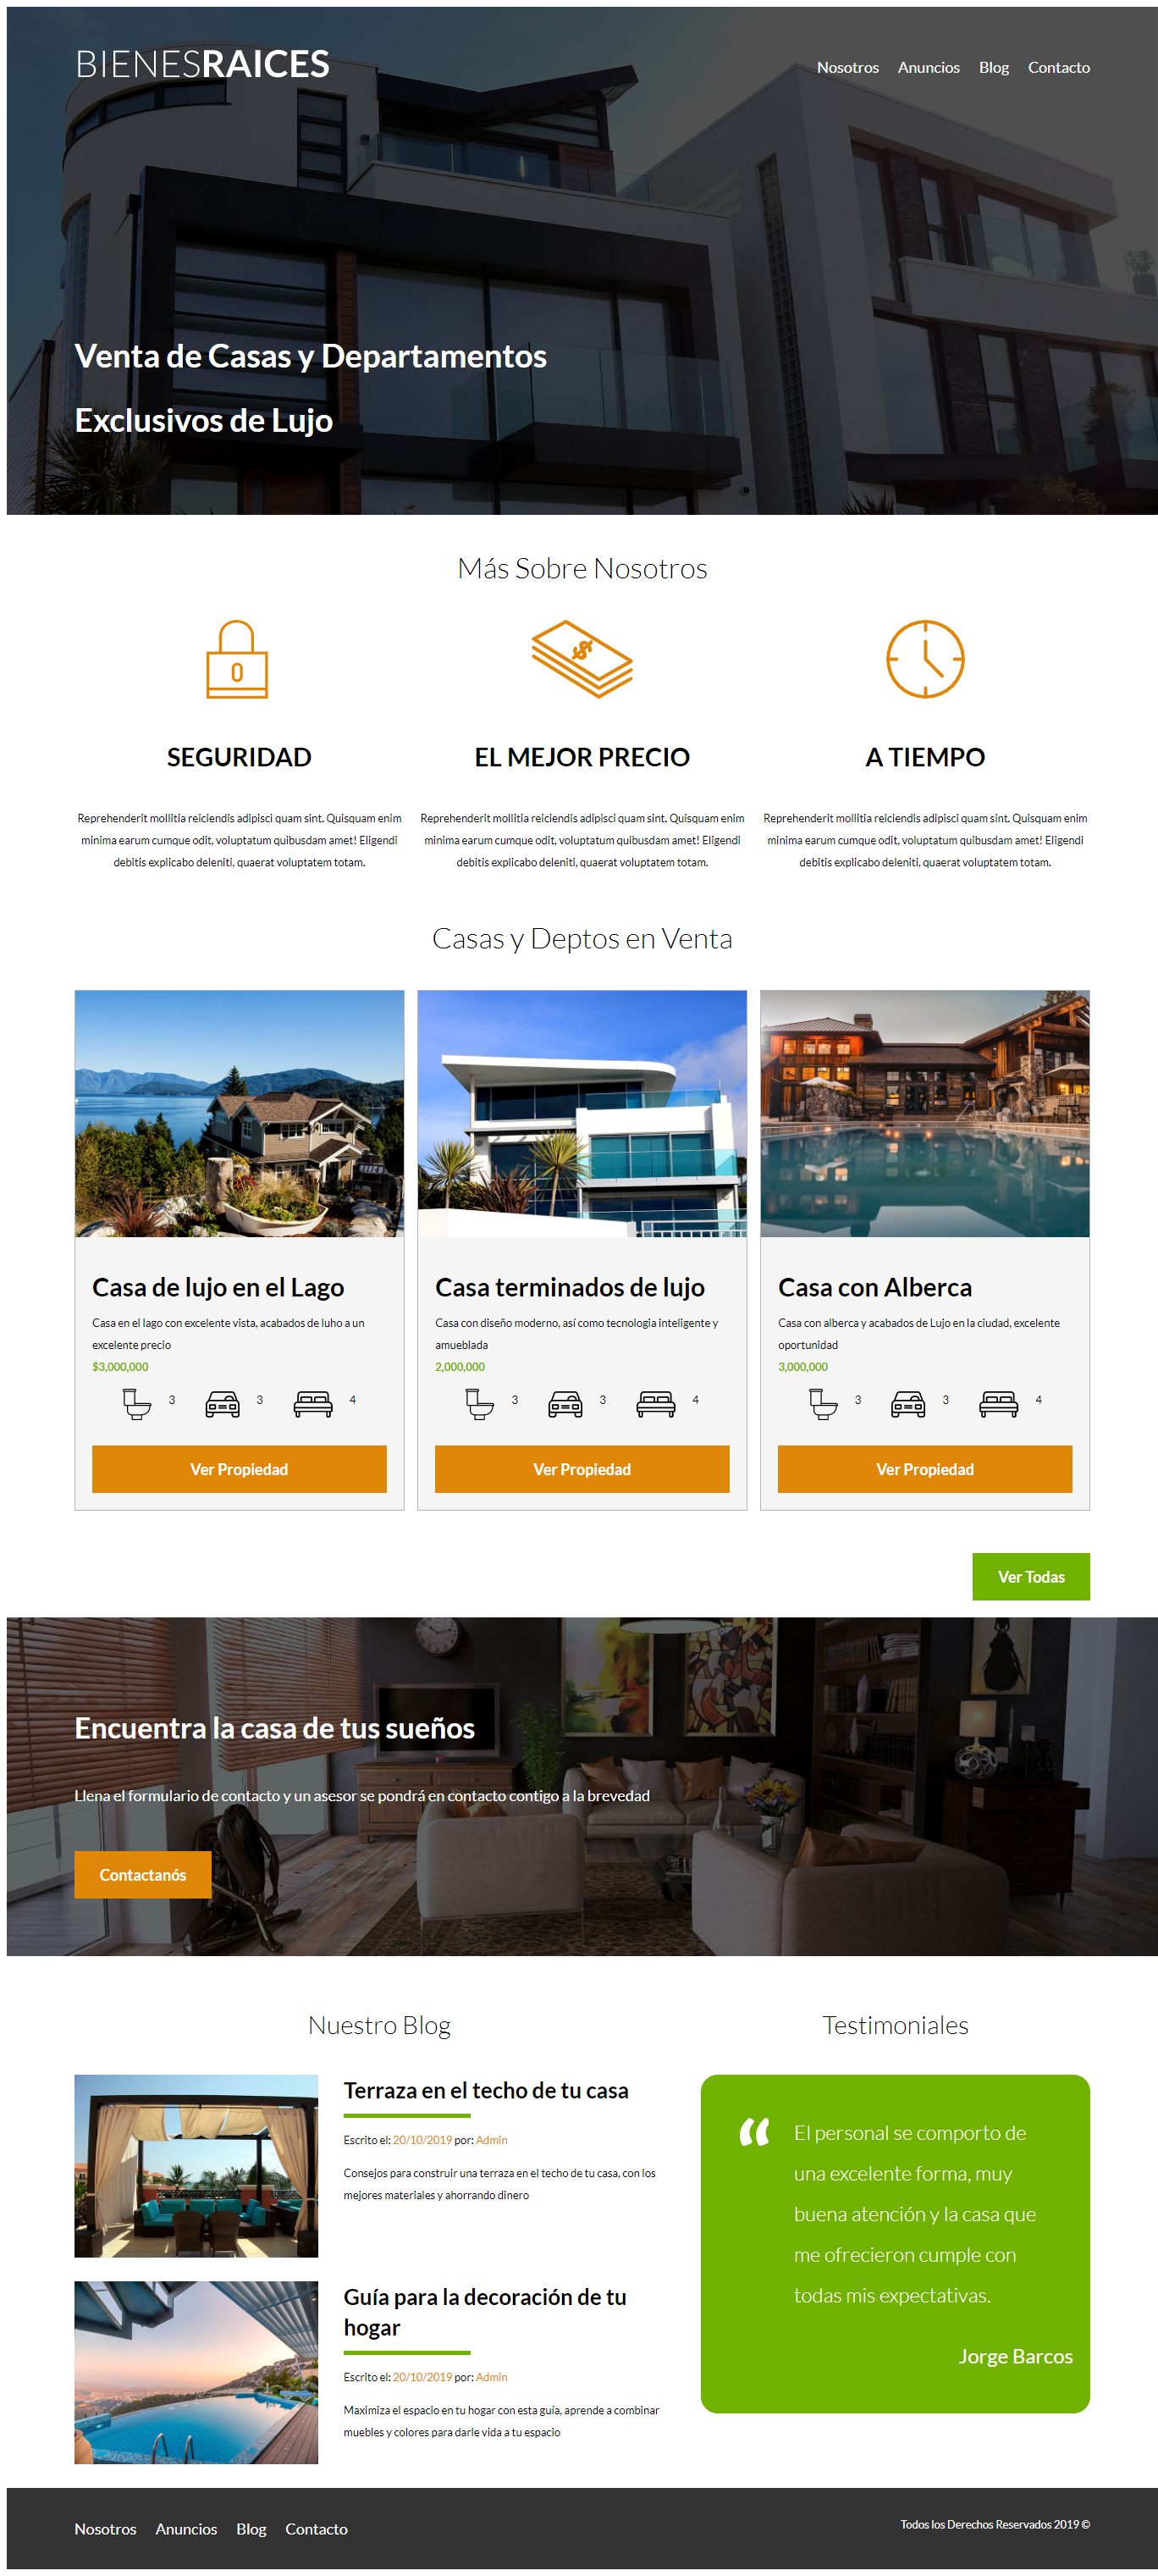 BIENESRAICES
Nosotros Anuncios Blog Contacto
Venta de Casas y Departamentos
Exclusivos de Lujo
Más Sobre Nosotros
$
SEGURIDAD
Reprehenderit mollitia reiciendis adipisci quam sint. Quisquam enim
minima earum cumque odit, voluptatum quibusdam amet! Eligendi
debitis explicabo deleniti, quaerat voluptatem totam.
EL MEJOR PRECIO
Reprehenderit mollitia reiciendis adipisci quam sint. Quisquam enim
minima earum cumque odit, voluptatum quibusdam amet! Eligendi
debitis explicabo deleniti, quaerat voluptatem totam.
A TIEMPO
Reprehenderit mollitia reiciendis adipisci quam sint. Quisquam enim
minima earum cumque odit, voluptatum quibusdam amet! Eligendi
debitis explicabo deleniti, quaerat voluptatem totam.
Casas y Deptos en Venta
Casa de lujo en el Lago
Casa en el lago con excelente vista, acabados de luho a un
excelente precio
$3,000,000
3 3 4
Ver Propiedad
Casa terminados de lujo
Casa con diseño moderno, así como tecnologia inteligente y
amueblada
2,000,000
3 3 4
Ver Propiedad
Casa con Alberca
Casa con alberca y acabados de Lujo en la ciudad, excelente
oportunidad
3,000,000
3 3 4
Ver Propiedad
Ver Todas
Encuentra la casa de tus sueños
Llena el formulario de contacto y un asesor se pondrá en contacto contigo a la brevedad
Contactanós
Nuestro Blog
Terraza en el techo de tu casa
Escrito el: 20/10/2019 por: Admin
Consejos para construir una terraza en el techo de tu casa, con los
mejores materiales y ahorrando dinero
Guía para la decoración de tu
hogar
Escrito el: 20/10/2019 por: Admin
Maximiza el espacio en tu hogar con esta guía, aprende a combinar
muebles y colores para darle vida a tu espacio
Testimoniales
“ El personal se comporto de
una excelente forma, muy
buena atención y la casa que
me ofrecieron cumple con
todas mis expectativas.
Jorge Barcos
Nosotros Anuncios Blog Contacto
Todos los Derechos Reservados 2019 ©